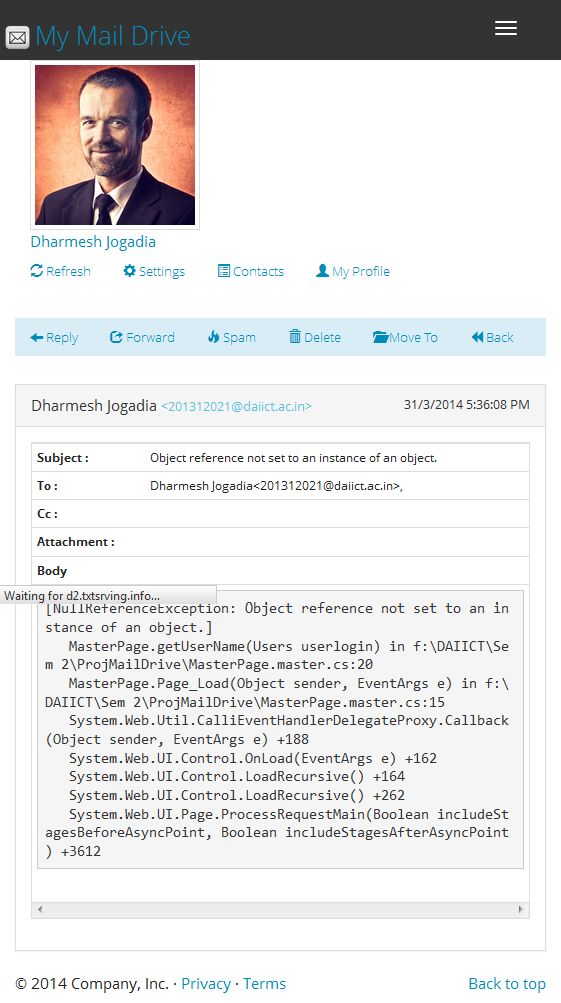 My Mail Drive
Dharmesh Jogadia
Refresh Settings Contacts My Profile
Reply Forward Spam Delete Move To Back
Dharmesh Jogadia <201312021@daiict.ac.in> 31/3/2014 5:36:08 PM
Subject : Object reference not set to an instance of an object.
To : Dharmesh Jogadia<201312021@daiict.ac.in>,
Cc :
Attachment :
Body
Waiting for d2.txtsrving.info...
[NullReferenceException: Object reference not set to an in
stance of an object.]
MasterPage.getUserName(Users userlogin) in f:\DAIICT\Se
m 2\ProjMailDrive\MasterPage.master.cs:20
MasterPage.Page_Load(Object sender, EventArgs e) in f:\
DAIICT\Sem 2\ProjMailDrive\MasterPage.master.cs:15
System.Web.Util.CalliEventHandlerDelegateProxy.Callback
(Object sender, EventArgs e) +188
System.Web.UI.Control.OnLoad(EventArgs e) +162
System.Web.UI.Control.LoadRecursive() +164
System.Web.UI.Control.LoadRecursive() +262
System.Web.UI.Page.ProcessRequestMain(Boolean includeSt
agesBeforeAsyncPoint, Boolean includeStagesAfterAsyncPoint
) +3612
© 2014 Company, Inc. · Privacy · Terms Back to top